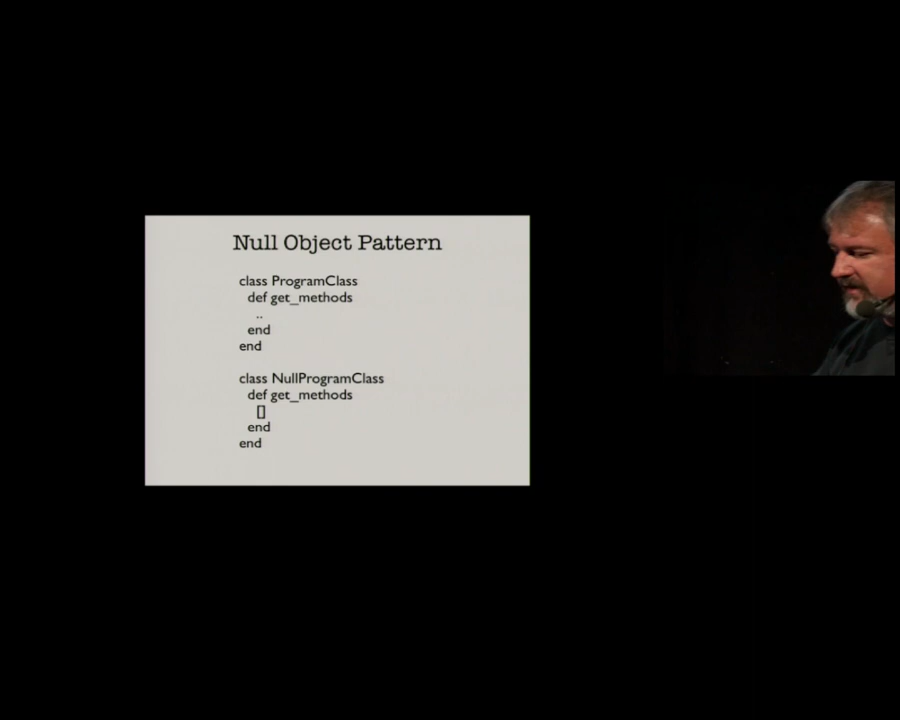 Null Object Pattern
class ProgramClass
def get_methods
..
end
end
class NullProgramClass
def get_methods
[]
end
end